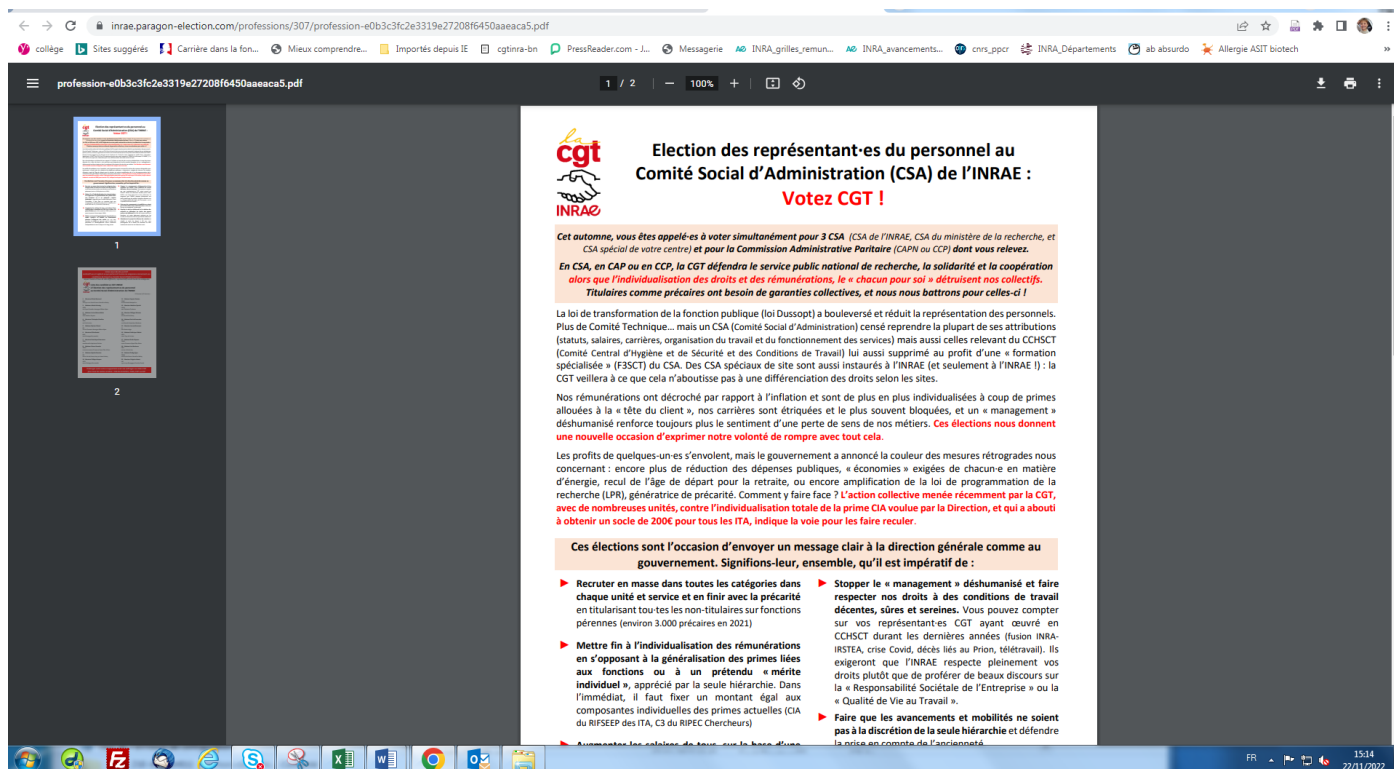 inrae.paragon-election.com/professions/307/profession-e0b3c3fc2e3319e27208f6450aaeaca5.pdf
collège
Sites suggérés
Carrière dans la fon...
Mieux comprendre...
Importés depuis IE
cgtinra-bn
PressReader.com - J...
Messagerie
INRA_grilles_remun...
INRA_avancements...
cnrs_ppcr
INRA_Départements
ab absurdo
Allergie ASIT biotech
»
profession-e0b3c3fc2e3319e27208f6450aaeaca5.pdf
1 / 2
100%
1
2
la
cgt
INRAE
Election des représentant·es du personnel au
Comité Social d'Administration (CSA) de l'INRAE :
Votez CGT !
Cet automne, vous êtes appelé·es à voter simultanément pour 3 CSA (CSA de l'INRAE, CSA du ministère de la recherche, et
CSA spécial de votre centre) et pour la Commission Administrative Paritaire (CAPN ou CCP) dont vous relevez.
En CSA, en CAP ou en CCP, la CGT défendra le service public national de recherche, la solidarité et la coopération
alors que l'individualisation des droits et des rémunérations, le « chacun pour soi » détruisent nos collectifs.
Titulaires comme précaires ont besoin de garanties collectives, et nous nous battrons pour celles-ci !
La loi de transformation de la fonction publique (loi Dussopt) a bouleversé et réduit la représentation des personnels.
Plus de Comité Technique... mais un CSA (Comité Social d'Administration) censé reprendre la plupart de ses attributions
(statuts, salaires, carrières, organisation du travail et du fonctionnement des services) mais aussi celles relevant du CCHSCT
(Comité Central d'Hygiène et de Sécurité et des Conditions de Travail) lui aussi supprimé au profit d'une « formation
spécialisée » (F3SCT) du CSA. Des CSA spéciaux de site sont aussi instaurés à l'INRAE (et seulement à l'INRAE !) : la
CGT veillera à ce que cela n'aboutisse pas à une différenciation des droits selon les sites.
Nos rémunérations ont décroché par rapport à l'inflation et sont de plus en plus individualisées à coup de primes
allouées à la « tête du client », nos carrières sont étriquées et le plus souvent bloquées, et un « management »
déshumanisé renforce toujours plus le sentiment d'une perte de sens de nos métiers. Ces élections nous donnent
une nouvelle occasion d'exprimer notre volonté de rompre avec tout cela.
Les profits de quelques-un·es s'envolent, mais le gouvernement a annoncé la couleur des mesures rétrogrades nous
concernant : encore plus de réduction des dépenses publiques, « économies » exigées de chacun·e en matière
d'énergie, recul de l'âge de départ pour la retraite, ou encore amplification de la loi de programmation de la
recherche (LPR), génératrice de précarité. Comment y faire face ? L'action collective menée récemment par la CGT,
avec de nombreuses unités, contre l'individualisation totale de la prime CIA voulue par la Direction, et qui a abouti
à obtenir un socle de 200€ pour tous les ITA, indique la voie pour les faire reculer.
Ces élections sont l'occasion d'envoyer un message clair à la direction générale comme au
gouvernement. Signifions-leur, ensemble, qu'il est impératif de :
► Recruter en masse dans toutes les catégories dans
chaque unité et service et en finir avec la précarité
en titularisant tou·tes les non-titulaires sur fonctions
pérennes (environ 3.000 précaires en 2021)
► Mettre fin à l'individualisation des rémunérations
en s'opposant à la généralisation des primes liées
aux fonctions ou à un prétendu « mérite
individuel », apprécié par la seule hiérarchie. Dans
l'immédiat, il faut fixer un montant égal aux
composantes individuelles des primes actuelles (CIA
du RIFSEEP des ITA, C3 du RIPEC Chercheurs)
► Augmenter les salaires de tous, sur la base d'une
► Stopper le « management » déshumanisé et faire
respecter nos droits à des conditions de travail
décentes, sûres et sereines. Vous pouvez compter
sur vos représentant·es CGT ayant œuvré en
CCHSCT durant les dernières années (fusion INRA-
IRSTEA, crise Covid, décès liés au Prion, télétravail). Ils
exigeront que l'INRAE respecte pleinement vos
droits plutôt que de proférer de beaux discours sur
la « Responsabilité Sociétale de l'Entreprise » ou la
« Qualité de Vie au Travail ».
► Faire que les avancements et mobilités ne soient
pas à la discrétion de la seule hiérarchie et défendre
la prise en compte de l'ancienneté
FR
15:14
22/11/2022